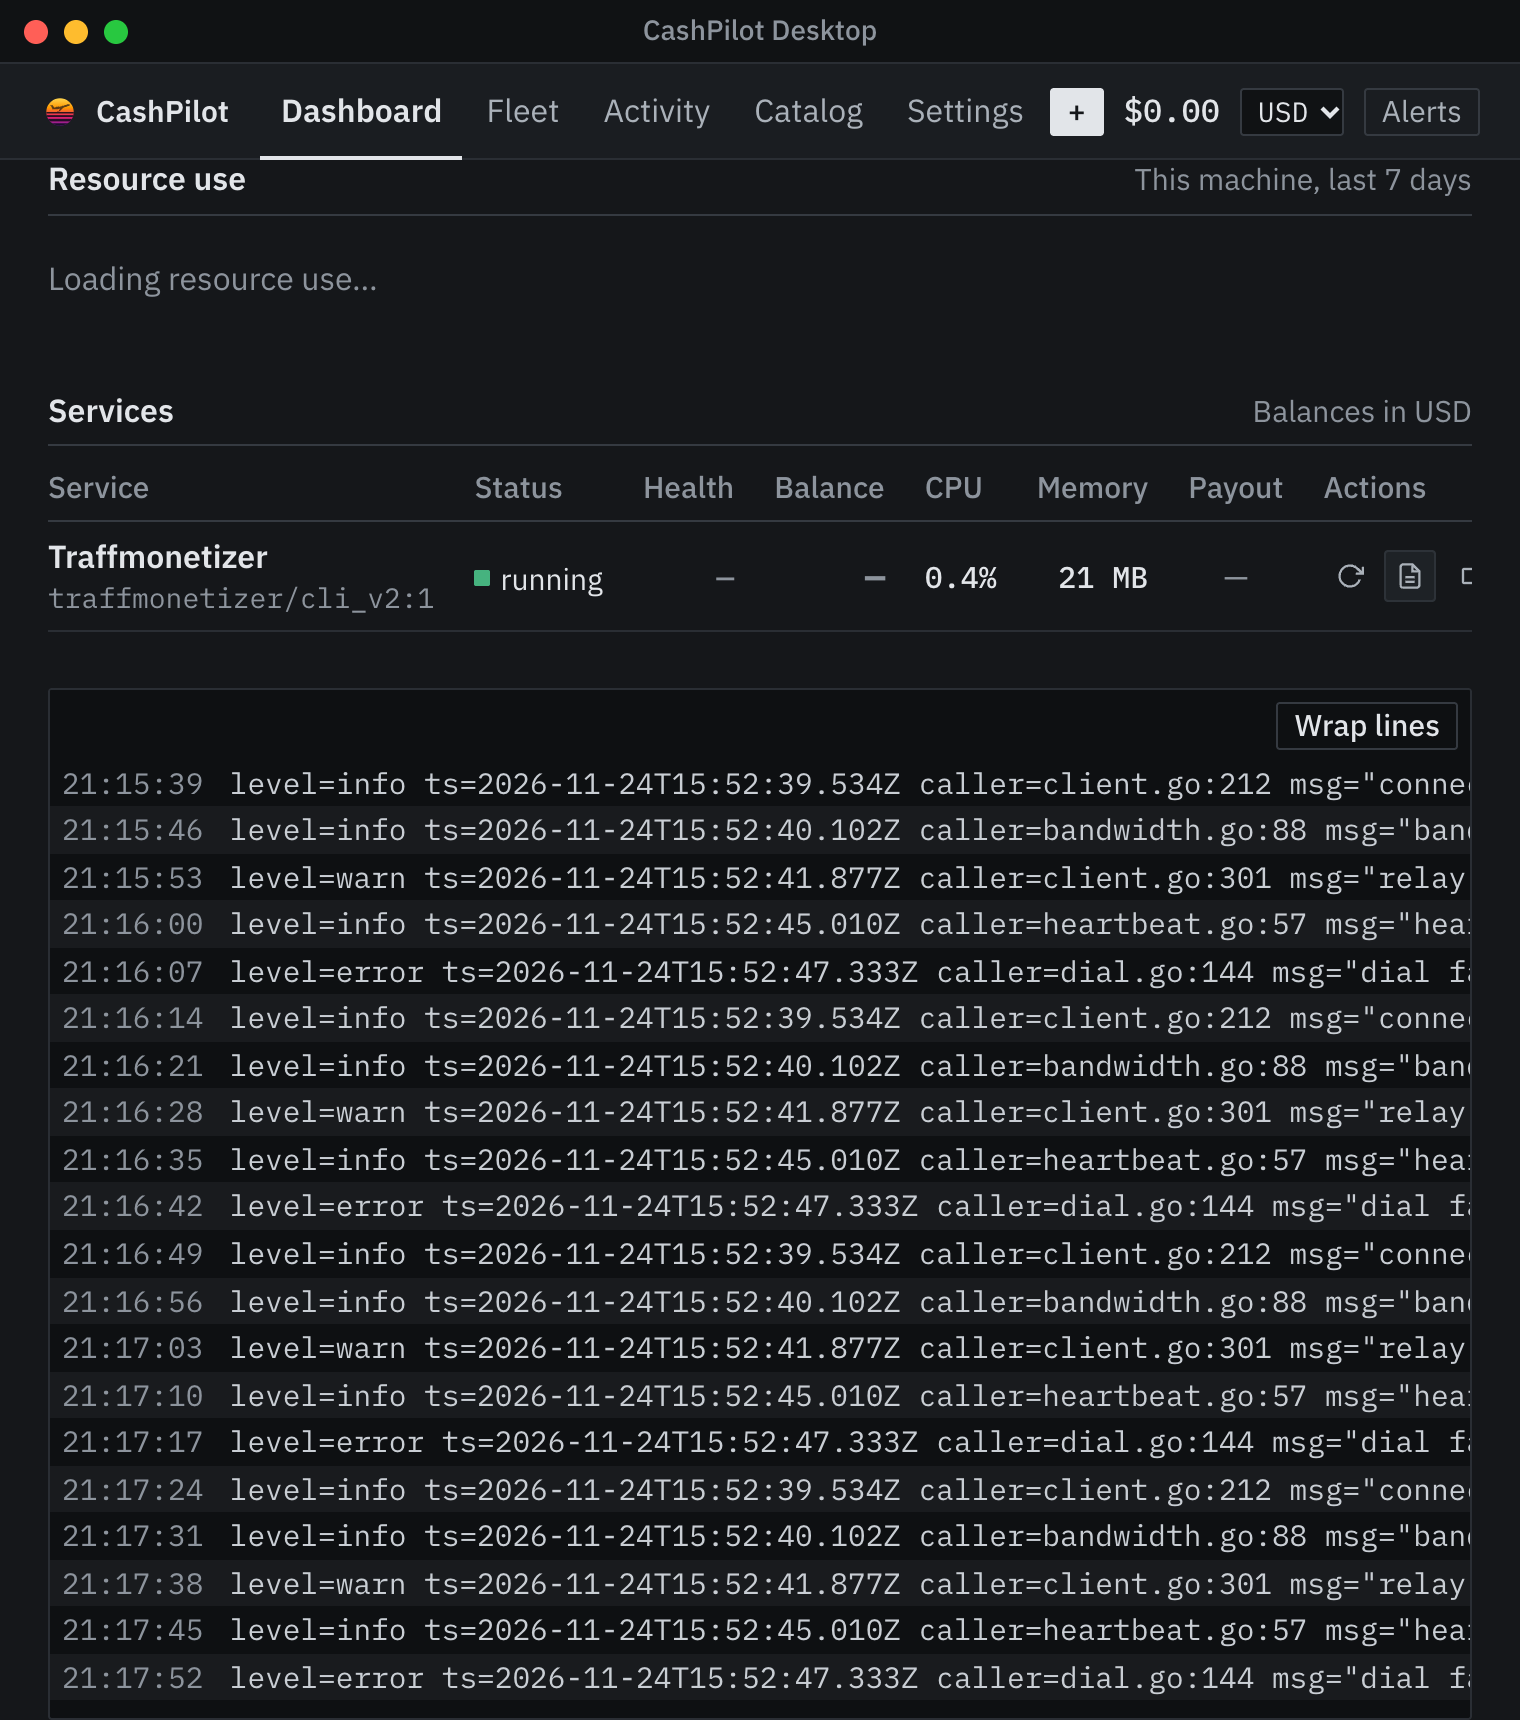 CashPilot Desktop
CashPilot Dashboard Fleet Activity Catalog Settings + $0.00 USD Alerts
Resource use This machine, last 7 days
Loading resource use...
Services Balances in USD
Service Status Health Balance CPU Memory Payout Actions
Traffmonetizer
traffmonetizer/cli_v2:1 running — — 0.4% 21 MB —
Wrap lines
21:15:39 level=info ts=2026-11-24T15:52:39.534Z caller=client.go:212 msg="connec
21:15:46 level=info ts=2026-11-24T15:52:40.102Z caller=bandwidth.go:88 msg="band
21:15:53 level=warn ts=2026-11-24T15:52:41.877Z caller=client.go:301 msg="relay
21:16:00 level=info ts=2026-11-24T15:52:45.010Z caller=heartbeat.go:57 msg="hear
21:16:07 level=error ts=2026-11-24T15:52:47.333Z caller=dial.go:144 msg="dial fa
21:16:14 level=info ts=2026-11-24T15:52:39.534Z caller=client.go:212 msg="connec
21:16:21 level=info ts=2026-11-24T15:52:40.102Z caller=bandwidth.go:88 msg="band
21:16:28 level=warn ts=2026-11-24T15:52:41.877Z caller=client.go:301 msg="relay
21:16:35 level=info ts=2026-11-24T15:52:45.010Z caller=heartbeat.go:57 msg="hear
21:16:42 level=error ts=2026-11-24T15:52:47.333Z caller=dial.go:144 msg="dial fa
21:16:49 level=info ts=2026-11-24T15:52:39.534Z caller=client.go:212 msg="connec
21:16:56 level=info ts=2026-11-24T15:52:40.102Z caller=bandwidth.go:88 msg="band
21:17:03 level=warn ts=2026-11-24T15:52:41.877Z caller=client.go:301 msg="relay
21:17:10 level=info ts=2026-11-24T15:52:45.010Z caller=heartbeat.go:57 msg="hear
21:17:17 level=error ts=2026-11-24T15:52:47.333Z caller=dial.go:144 msg="dial fa
21:17:24 level=info ts=2026-11-24T15:52:39.534Z caller=client.go:212 msg="connec
21:17:31 level=info ts=2026-11-24T15:52:40.102Z caller=bandwidth.go:88 msg="band
21:17:38 level=warn ts=2026-11-24T15:52:41.877Z caller=client.go:301 msg="relay
21:17:45 level=info ts=2026-11-24T15:52:45.010Z caller=heartbeat.go:57 msg="hear
21:17:52 level=error ts=2026-11-24T15:52:47.333Z caller=dial.go:144 msg="dial fa